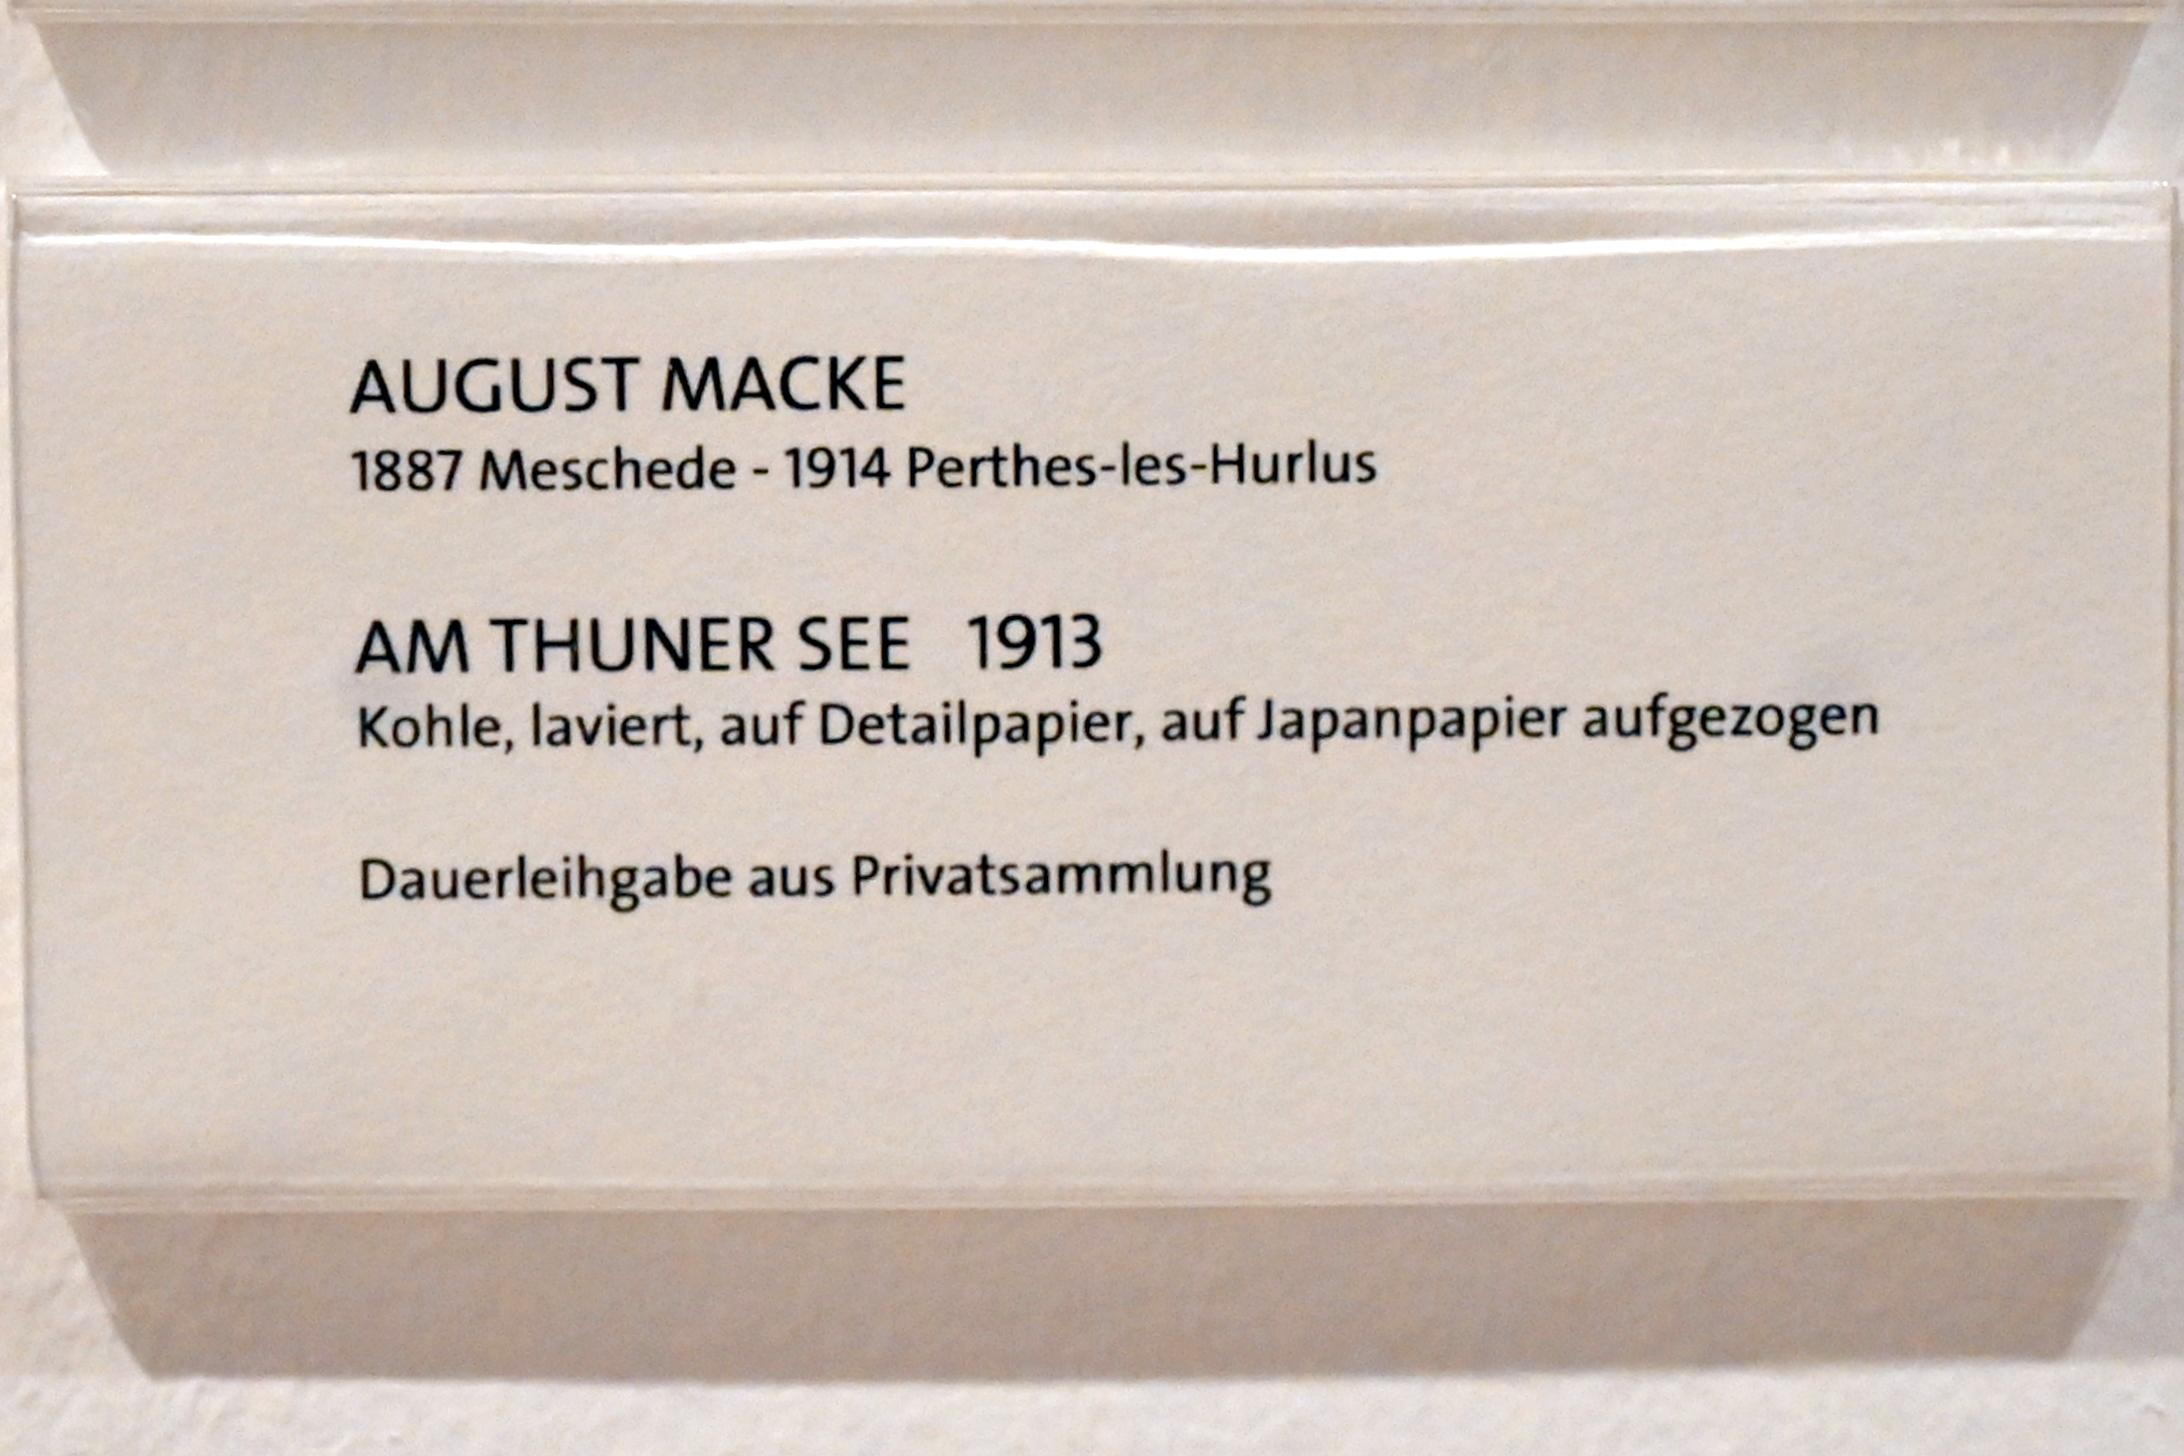 AUGUST MACKE
1887 Meschede - 1914 Perthes-les-Hurlus
AM THUNER SEE 1913
Kohle, laviert, auf Detailpapier, auf Japanpapier aufgezogen
Dauerleihgabe aus Privatsammlung